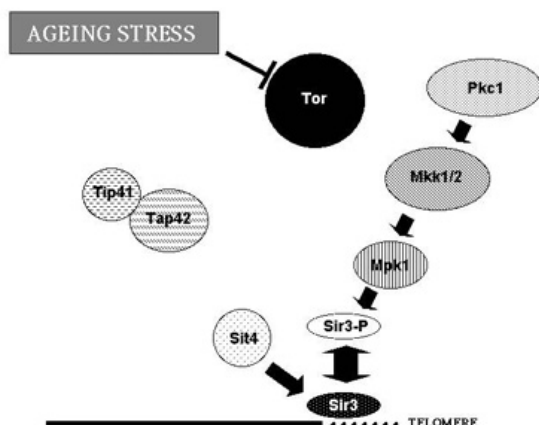 AGEING STRESS
Tor
Pkc1
Mkk1/2
Tip41
Tap42
Mpk1
Sir3-P
Sit4
Sir3
TELOMERE